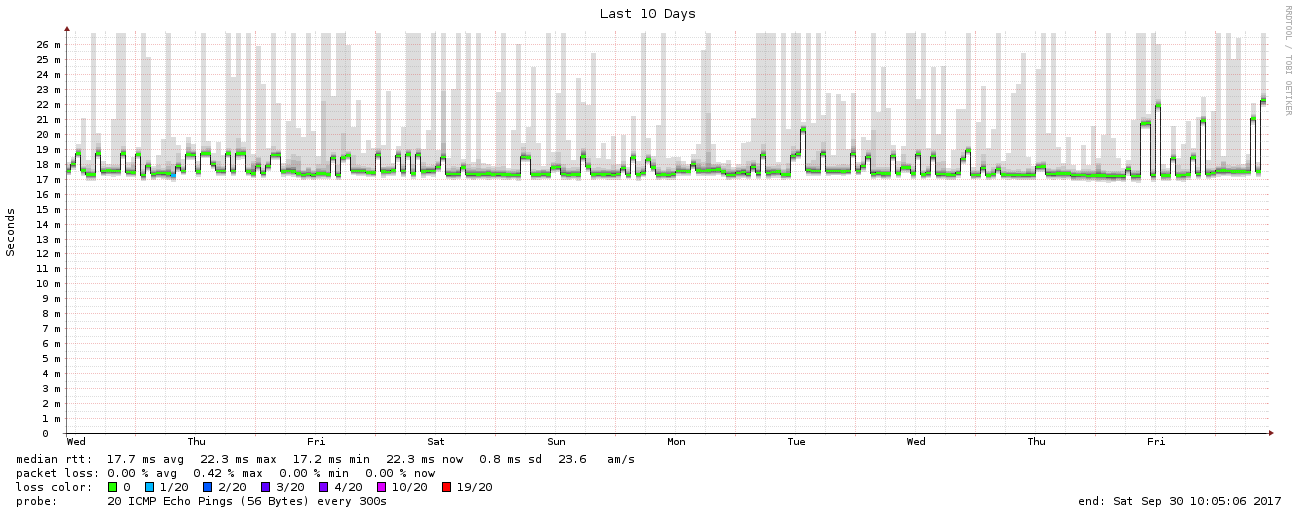 Last 10 Days
RRDTOOL / TOBI OETIKER
Seconds
26 m
25 m
24 m
23 m
22 m
21 m
20 m
19 m
18 m
17 m
16 m
15 m
14 m
13 m
12 m
11 m
10 m
9 m
8 m
7 m
6 m
5 m
4 m
3 m
2 m
1 m
0
Wed Thu Fri Sat Sun Mon Tue Wed Thu Fri
median rtt: 17.7 ms avg 22.3 ms max 17.2 ms min 22.3 ms now 0.8 ms sd 23.6 am/s
packet loss: 0.00 % avg 0.42 % max 0.00 % min 0.00 % now
loss color: 0 1/20 2/20 3/20 4/20 10/20 19/20
probe: 20 ICMP Echo Pings (56 Bytes) every 300s end: Sat Sep 30 10:05:06 2017